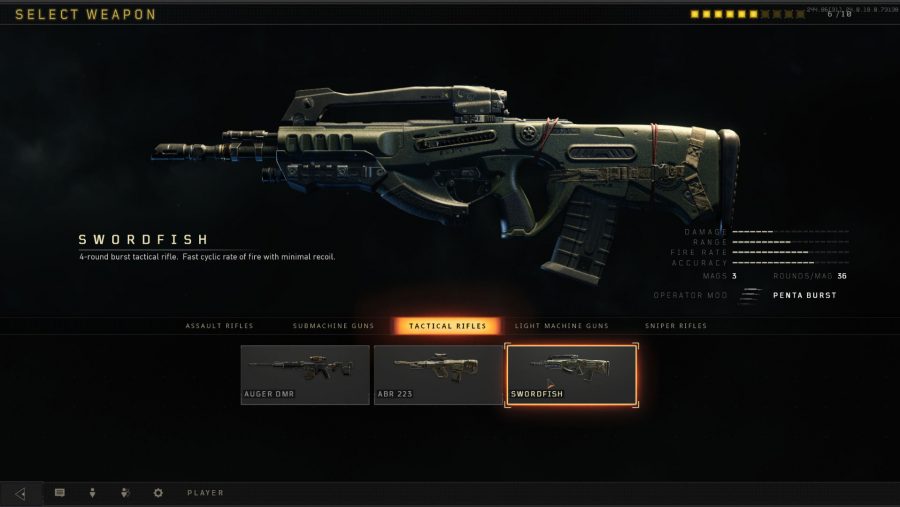 SELECT WEAPON
6/10
SWORDFISH
4-round burst tactical rifle. Fast cyclic rate of fire with minimal recoil.
DAMAGE
RANGE
FIRE RATE
ACCURACY
MAGS 3 ROUNDS/MAG 36
OPERATOR MOD PENTA BURST
ASSAULT RIFLES SUBMACHINE GUNS TACTICAL RIFLES LIGHT MACHINE GUNS SNIPER RIFLES
AUGER DMR ABR 223 SWORDFISH
PLAYER